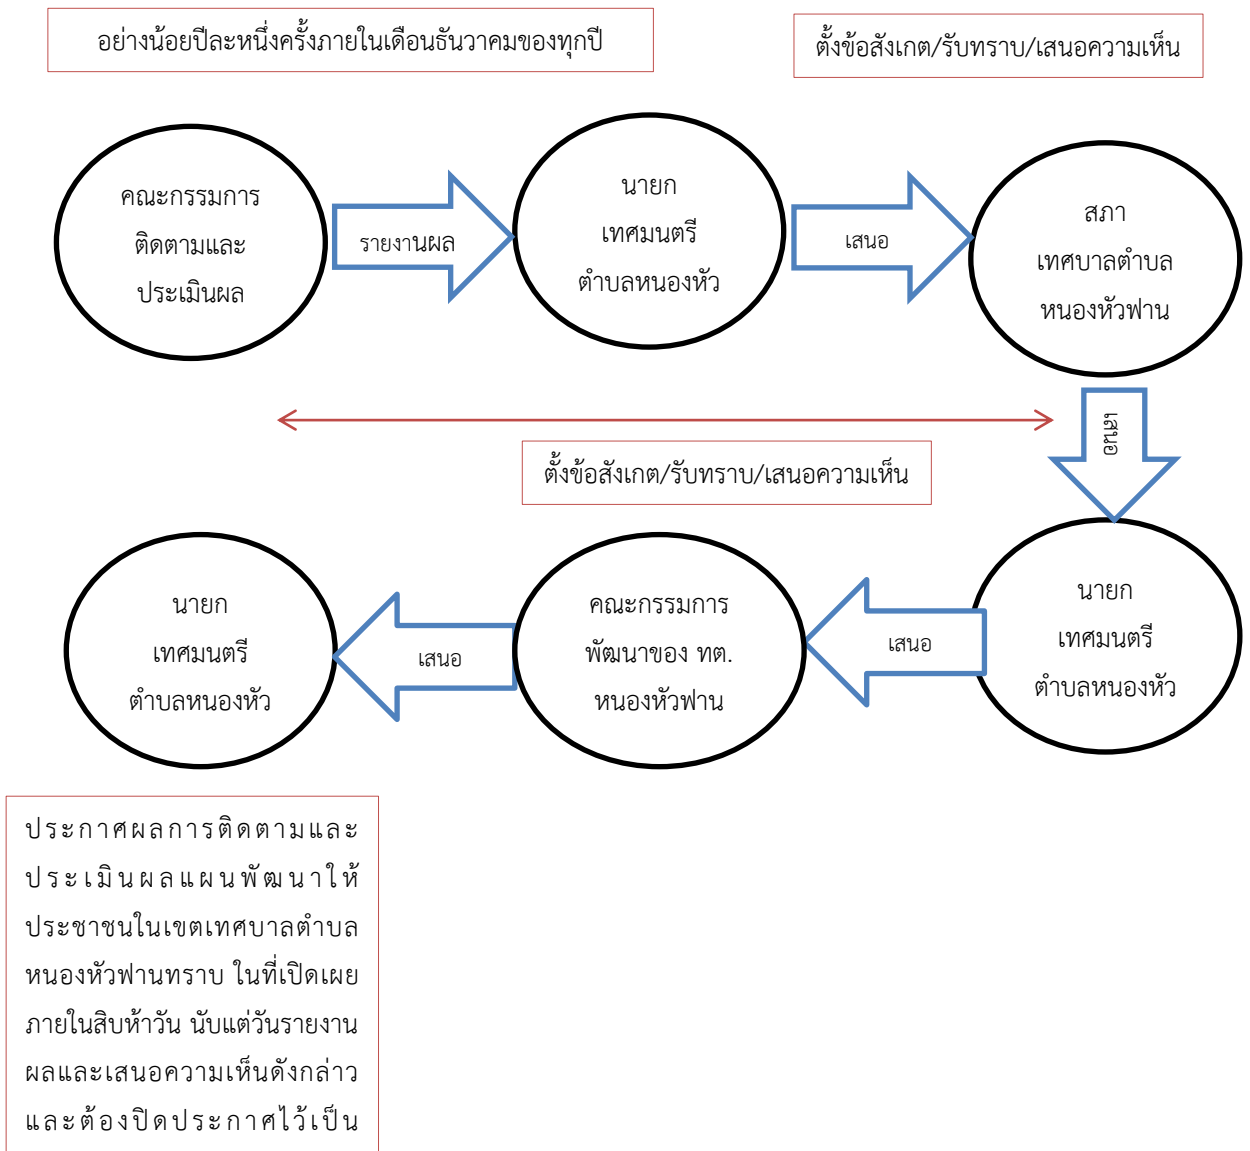 อย่างน้อยปีละหนึ่งครั้งภายในเดือนธันวาคมของทุกปี
ตั้งข้อสังเกต/รับทราบ/เสนอความเห็น
คณะกรรมการ
ติดตามและ
ประเมินผล
รายงานผล
นายก
เทศมนตรี
ตำบลหนองหัว
เสนอ
สภา
เทศบาลตำบล
หนองหัวฟาน
เสนอ
ตั้งข้อสังเกต/รับทราบ/เสนอความเห็น
นายก
เทศมนตรี
ตำบลหนองหัว
เสนอ
คณะกรรมการ
พัฒนาของ ทต.
หนองหัวฟาน
เสนอ
นายก
เทศมนตรี
ตำบลหนองหัว
ประกาศผลการติดตามและ
ประเมินผลแผนพัฒนาให้
ประชาชนในเขตเทศบาลตำบล
หนองหัวฟานทราบ ในที่เปิดเผย
ภายในสิบห้าวัน นับแต่วันรายงาน
ผลและเสนอความเห็นดังกล่าว
และต้องปิดประกาศไว้เป็น